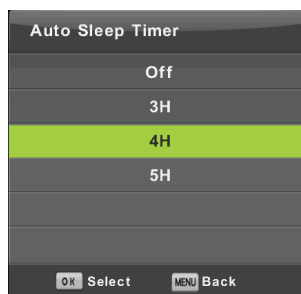 Auto Sleep Timer
Off
3H
4H
5H
OK Select MENU Back